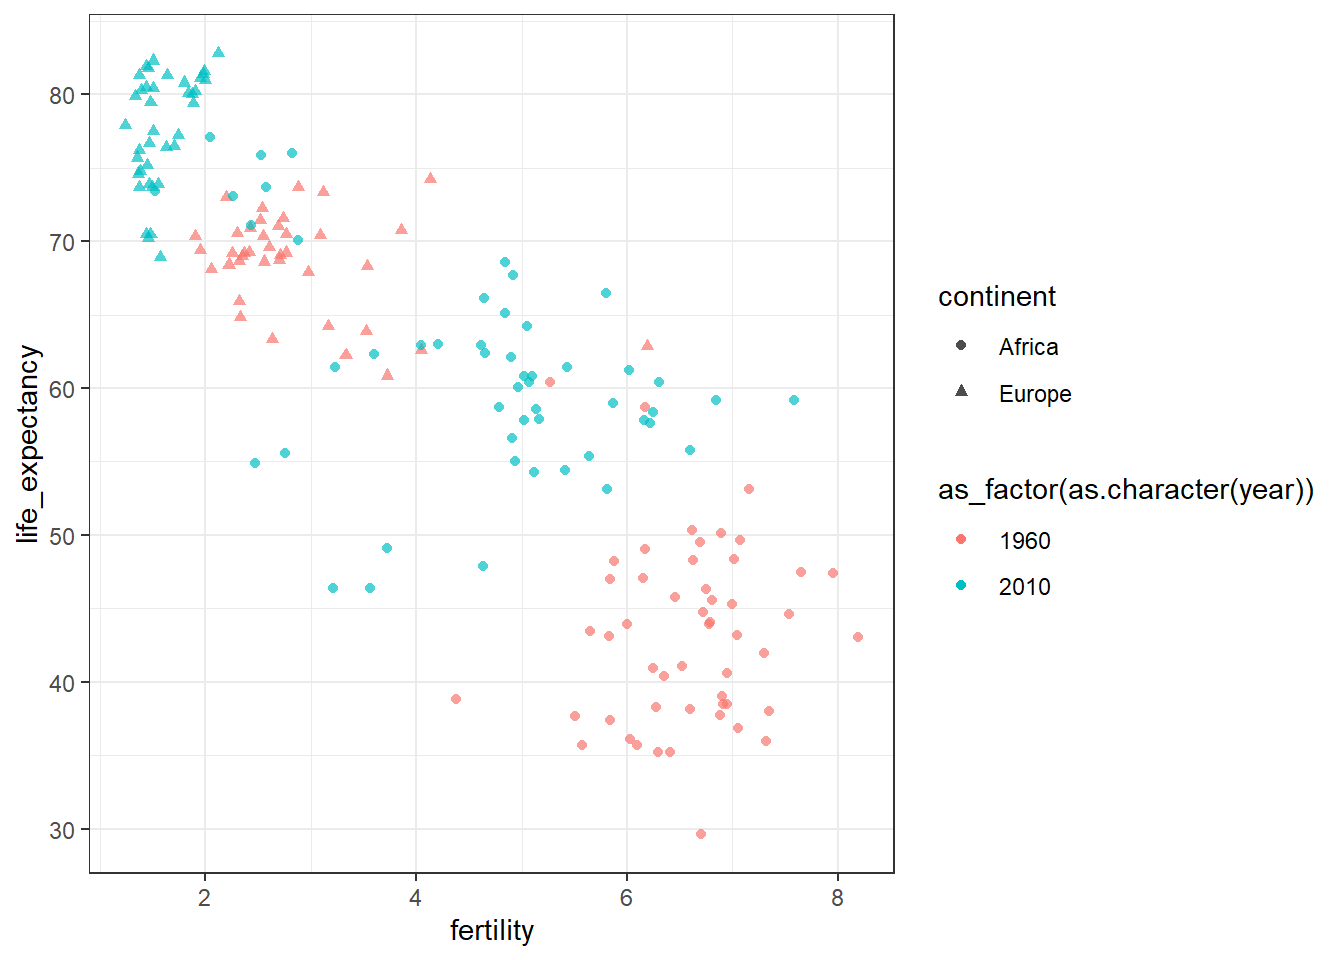 80
70
60
50
40
30
2
4
6
8
fertility
life_expectancy
continent
Africa
Europe
as_factor(as.character(year))
1960
2010